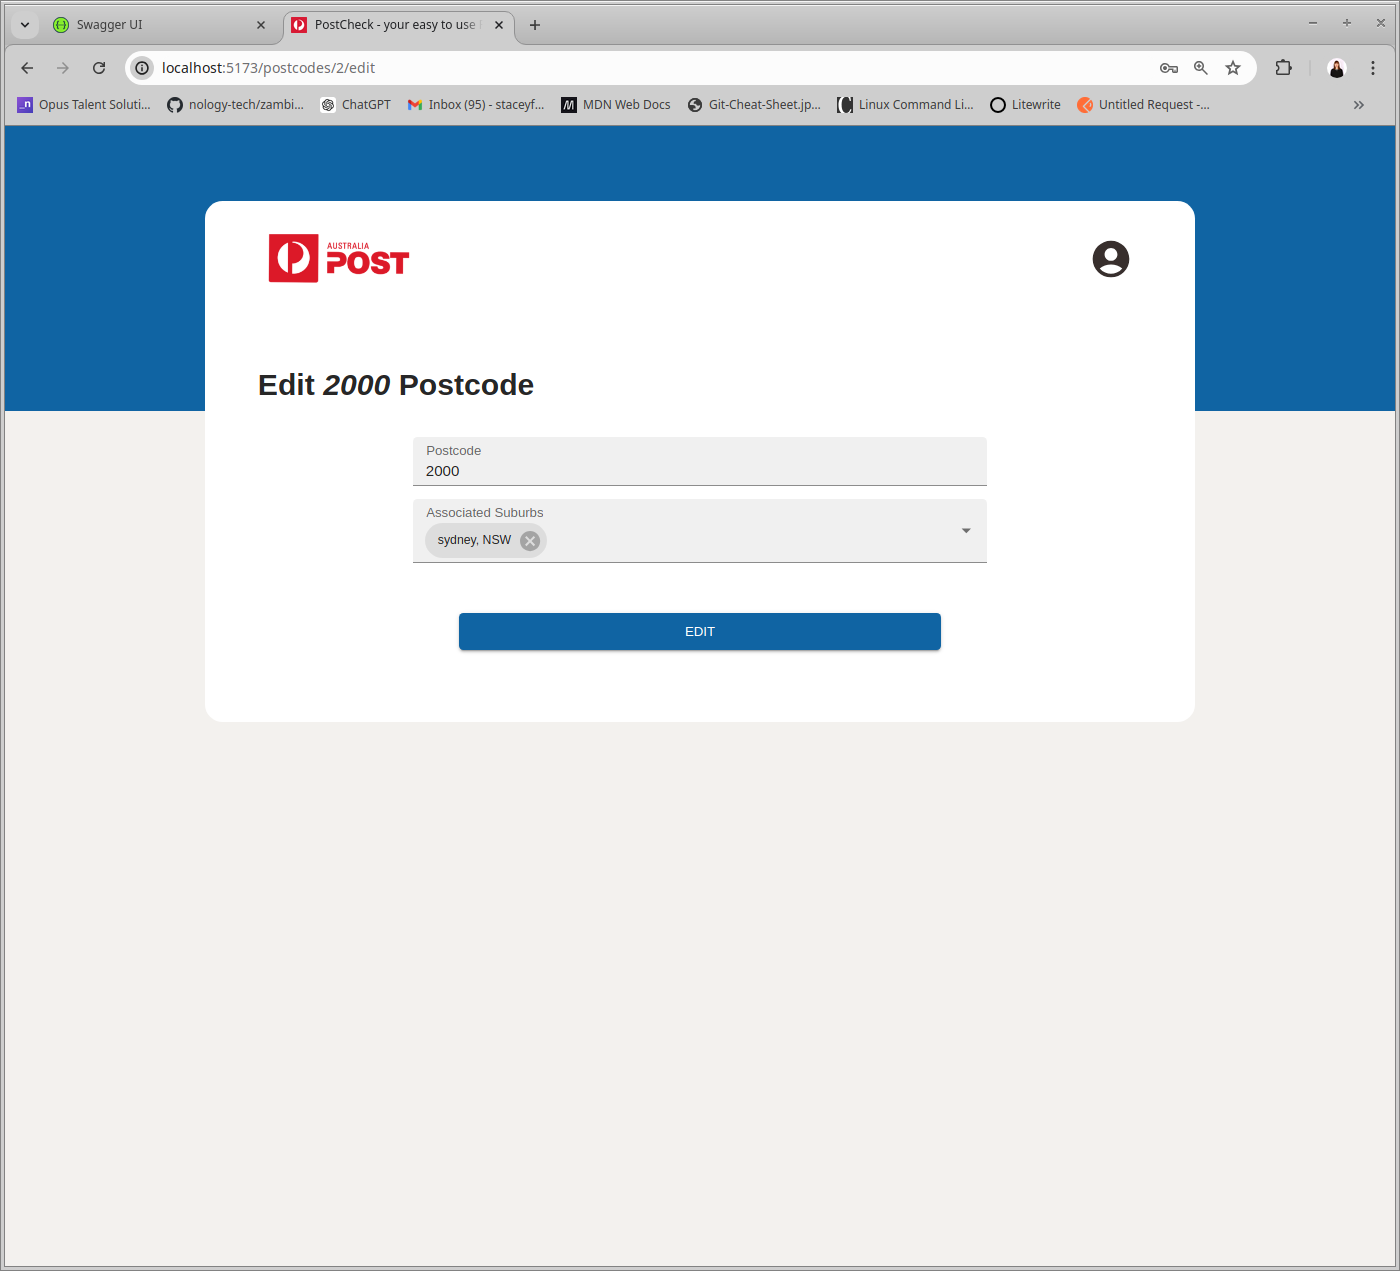 Swagger UI
PostCheck - your easy to use
localhost:5173/postcodes/2/edit
_n Opus Talent Soluti...
nology-tech/zambi...
ChatGPT
Inbox (95) - staceyf...
MDN Web Docs
Git-Cheat-Sheet.jp...
Linux Command Li...
Litewrite
Untitled Request -...
AUSTRALIA
POST
Edit 2000 Postcode
Postcode
2000
Associated Suburbs
sydney, NSW
EDIT